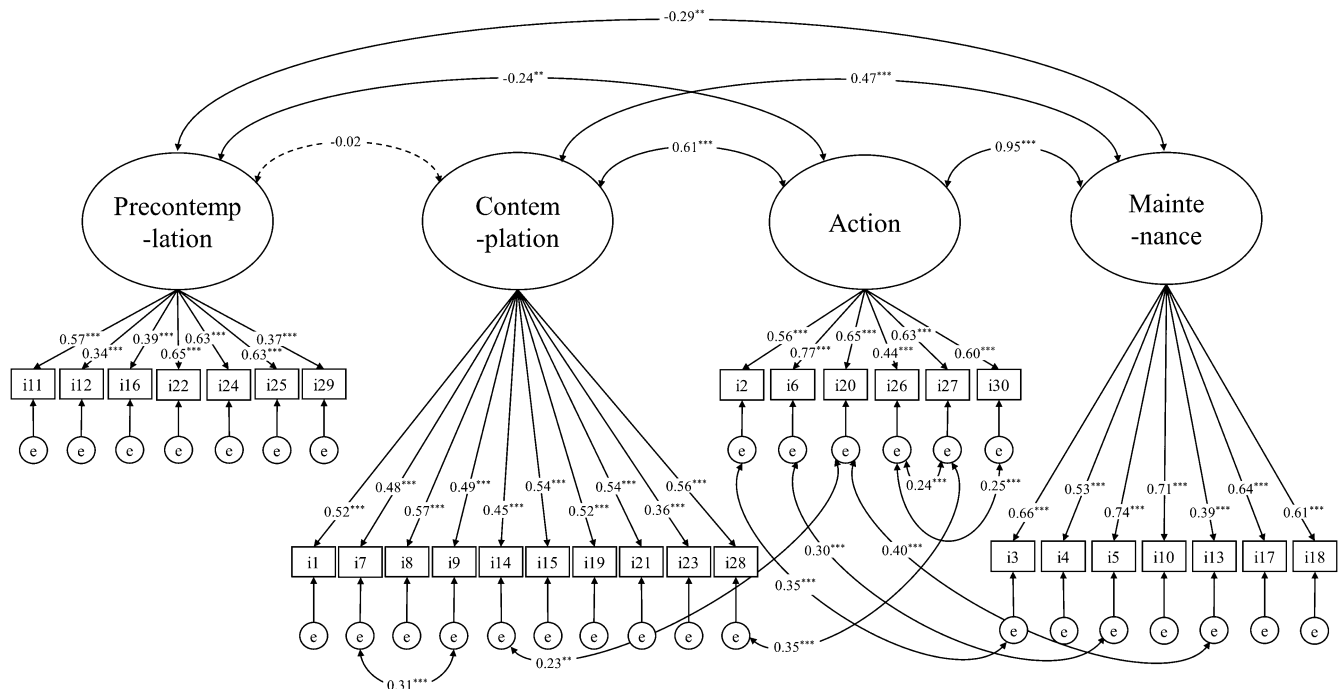 -0.29**
-0.24** 0.47***
-0.02 0.61*** 0.95***
Precontemp
-lation
Contem
-plation
Action
Mainte
-nance
0.57*** 0.39*** 0.63*** 0.37***
0.34*** 0.65*** 0.63***
i11 i12 i16 i22 i24 i25 i29
e e e e e e e
0.56*** 0.65*** 0.63***
0.77*** 0.44*** 0.60***
i2 i6 i20 i26 i27 i30
e e e e e e
0.24*** 0.25***
0.48*** 0.49*** 0.54*** 0.54*** 0.56***
0.52*** 0.57*** 0.45*** 0.52*** 0.36***
i1 i7 i8 i9 i14 i15 i19 i21 i23 i28
e e e e e e e e e e
0.53*** 0.71*** 0.64***
0.66*** 0.74*** 0.39*** 0.61***
i3 i4 i5 i10 i13 i17 i18
e e e e e e e
0.30*** 0.40***
0.35***
0.35***
0.23**
0.31***